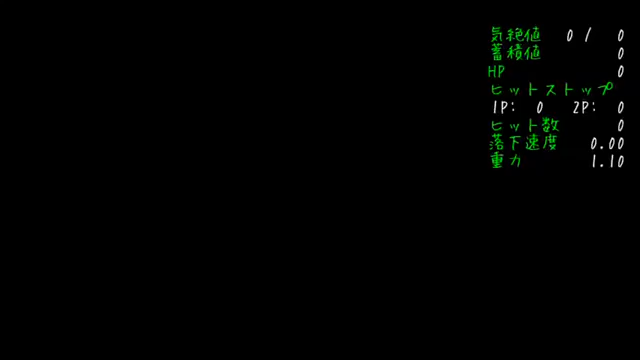 気絶値 0 / 0
蓄積値 0
HP 0
ヒットストップ
1P: 0 2P: 0
ヒット数 0
落下速度 0.00
重力 1.10